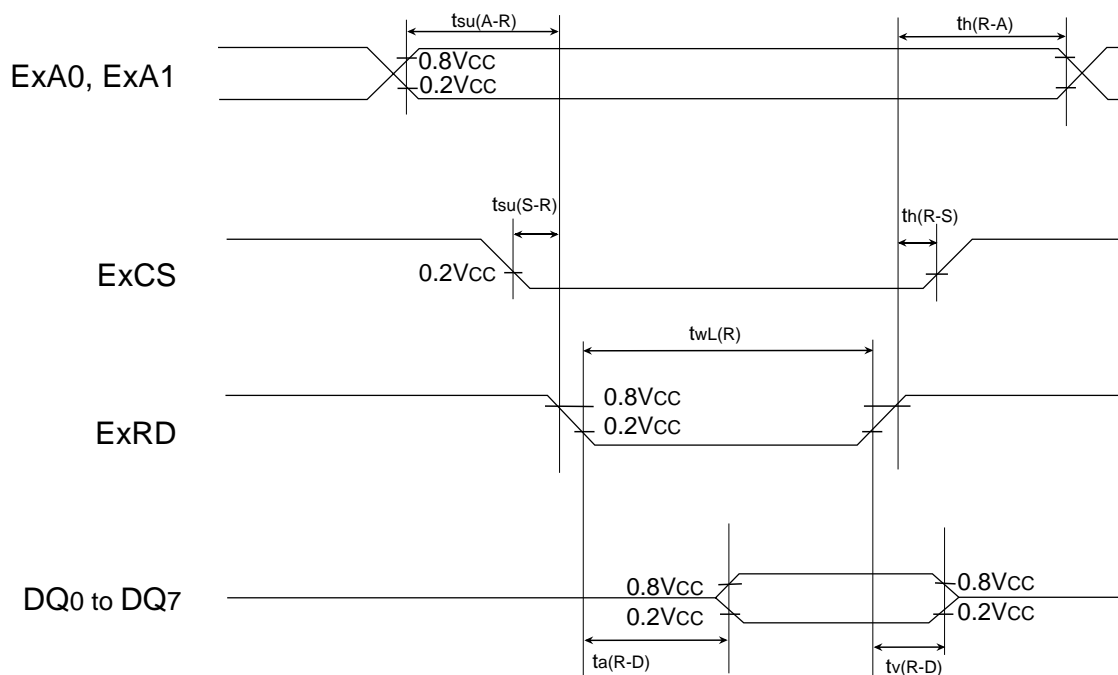 tsu(A-R)
th(R-A)
ExA0, ExA1
0.8VCC
0.2VCC
tsu(S-R)
th(R-S)
ExCS
0.2VCC
twL(R)
ExRD
0.8VCC
0.2VCC
DQ0 to DQ7
0.8VCC
0.2VCC
0.8VCC
0.2VCC
ta(R-D)
tv(R-D)